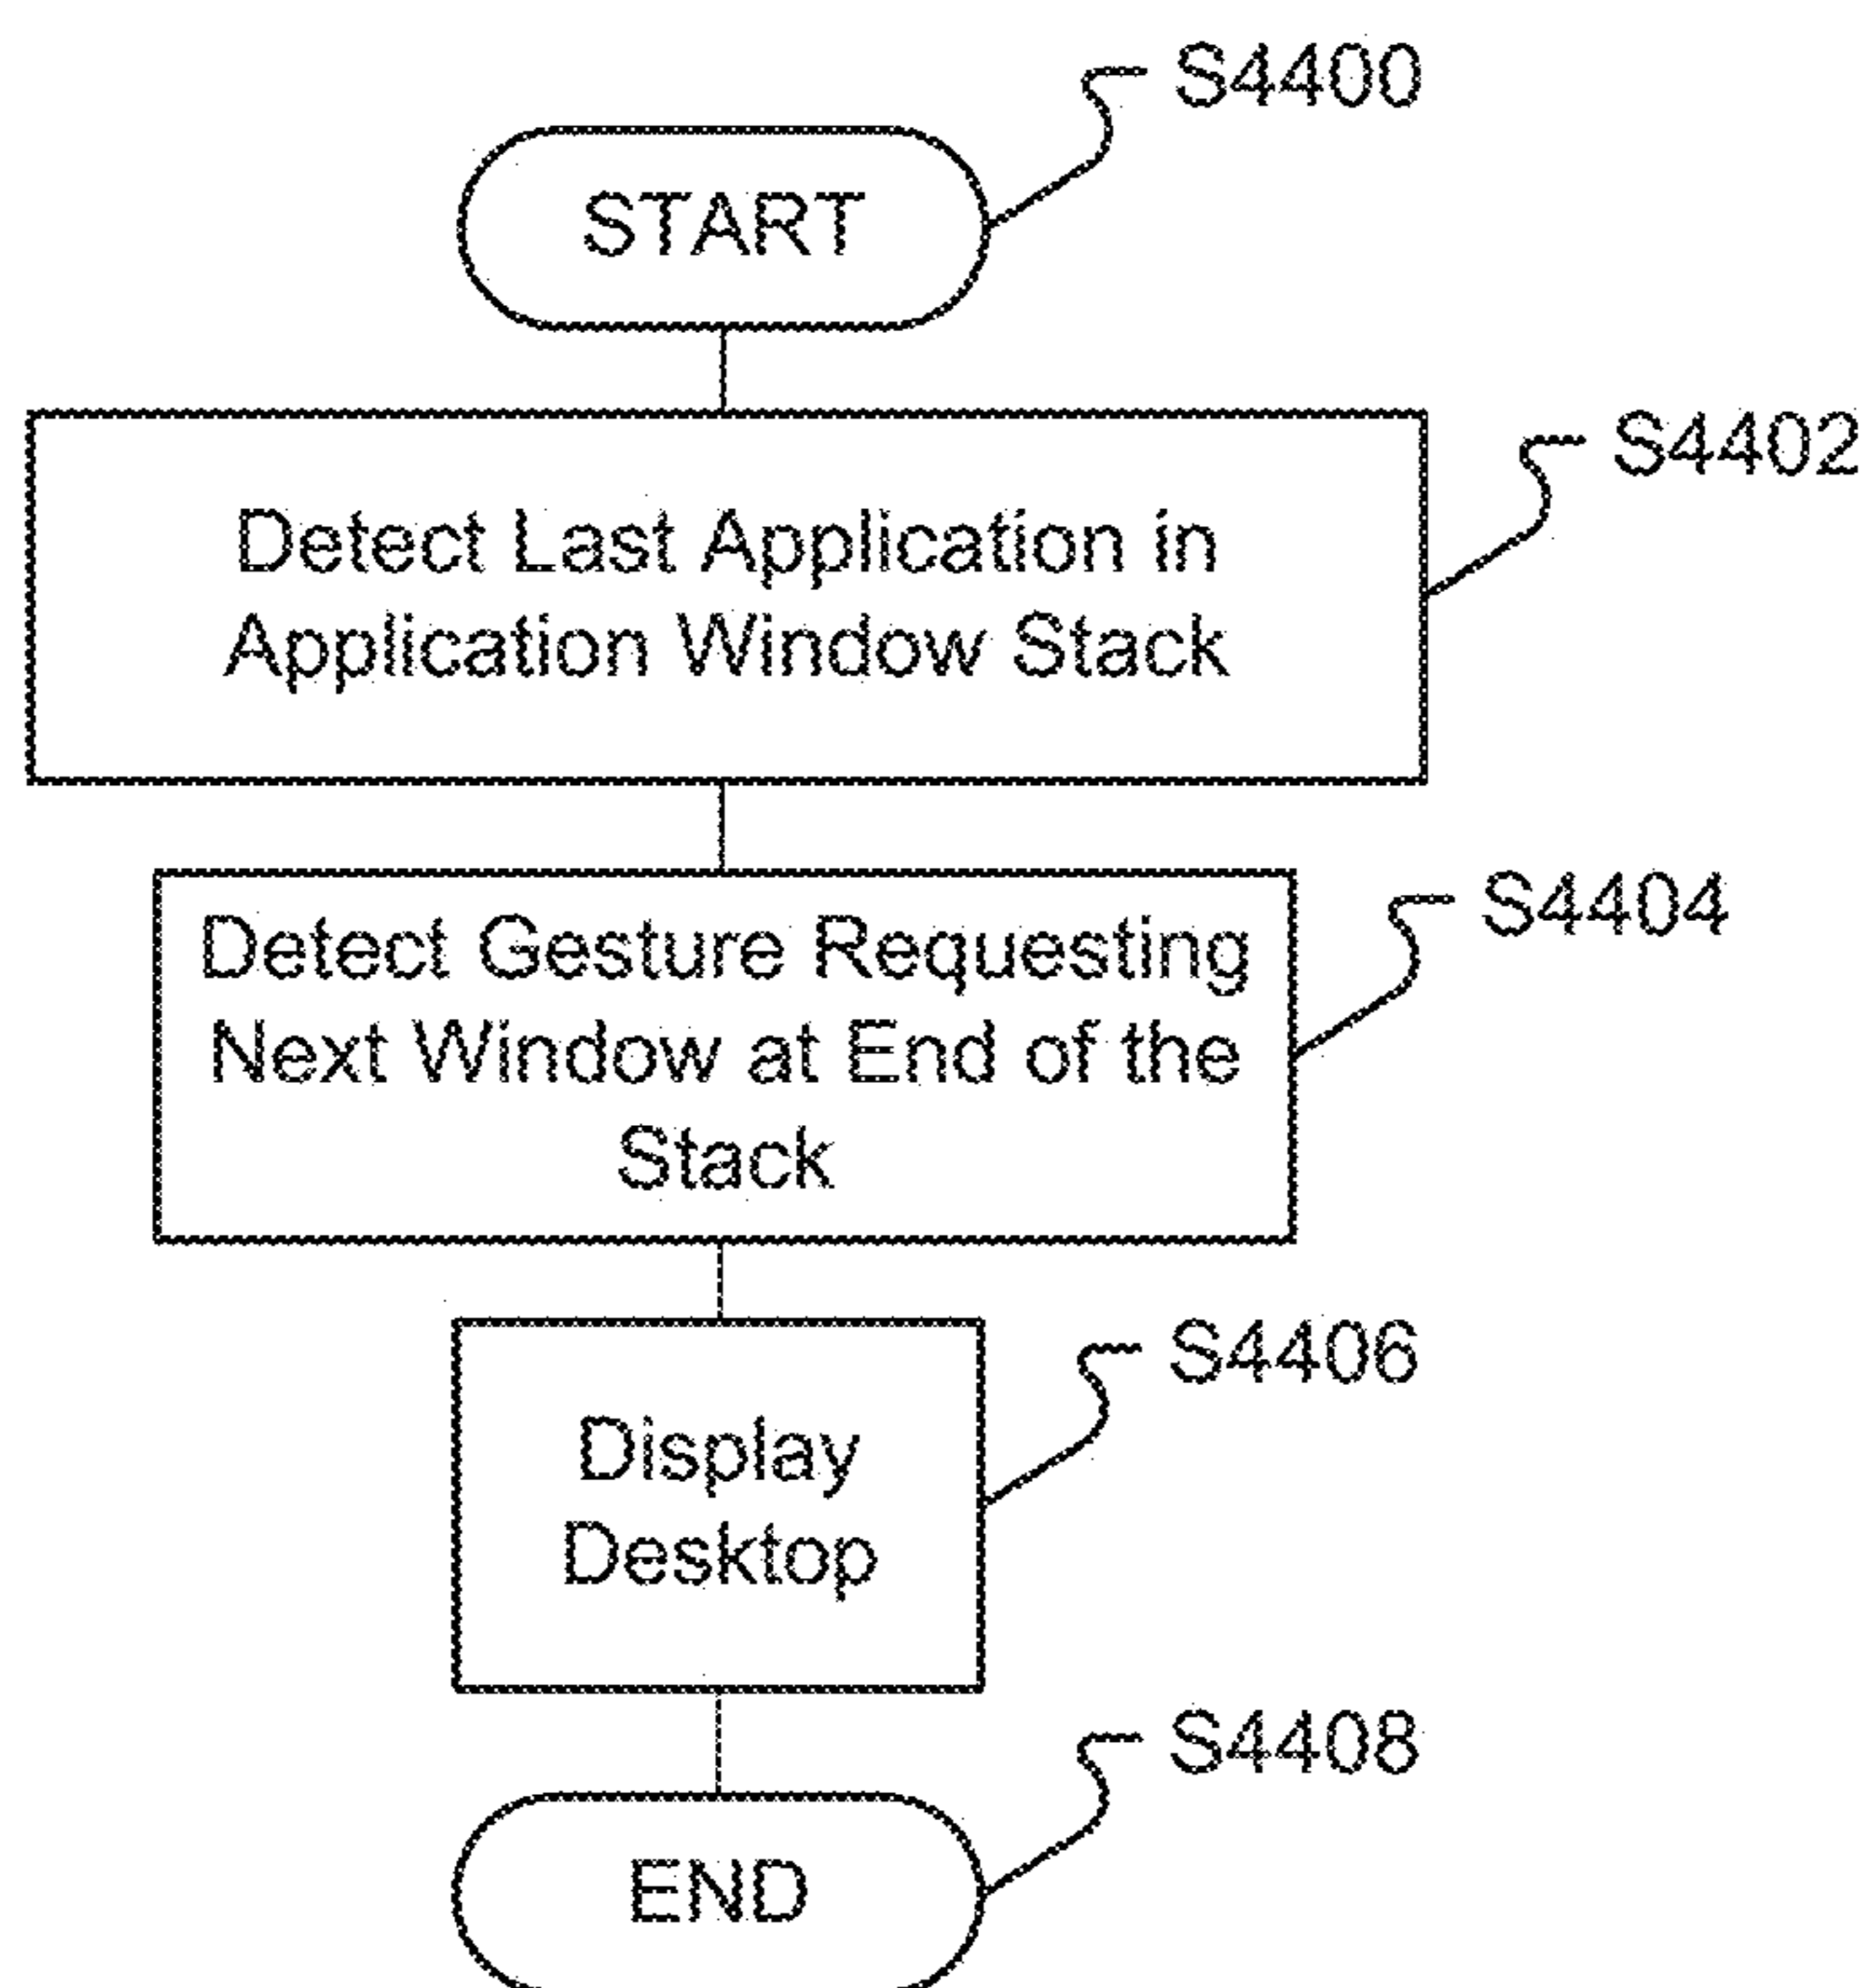 S4400
START
S4402
Detect Last Application in
Application Window Stack
S4404
Detect Gesture Requesting
Next Window at End of the
Stack
S4406
Display
Desktop
S4408
END